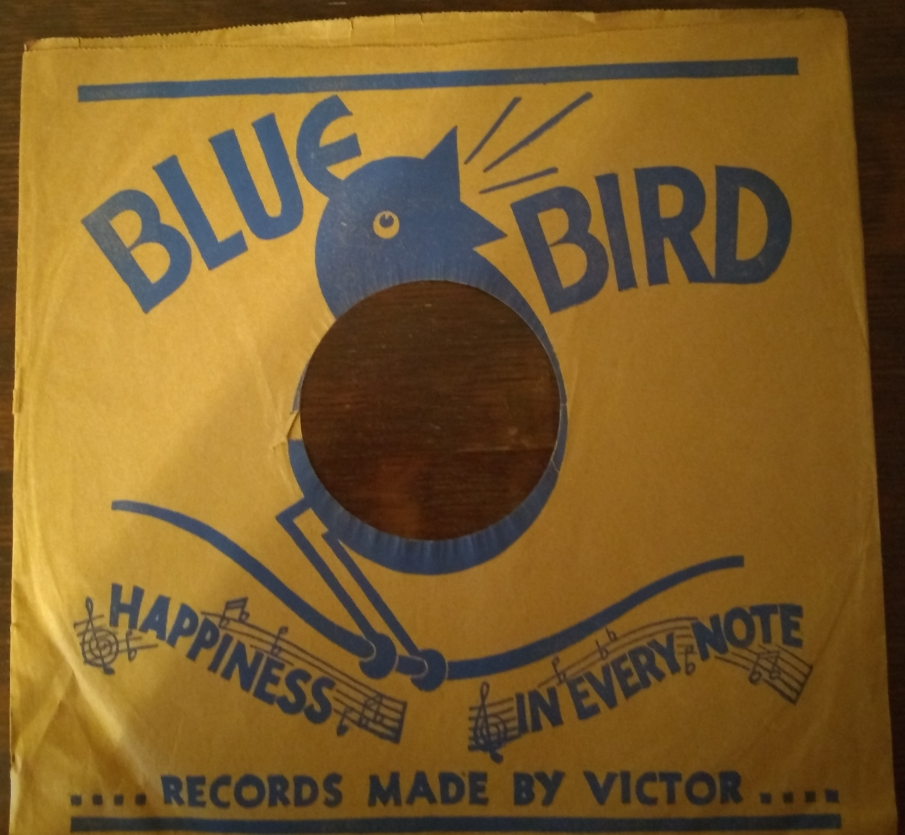 BLUE BIRD
HAPPINESS IN EVERY NOTE
....RECORDS MADE BY VICTOR....